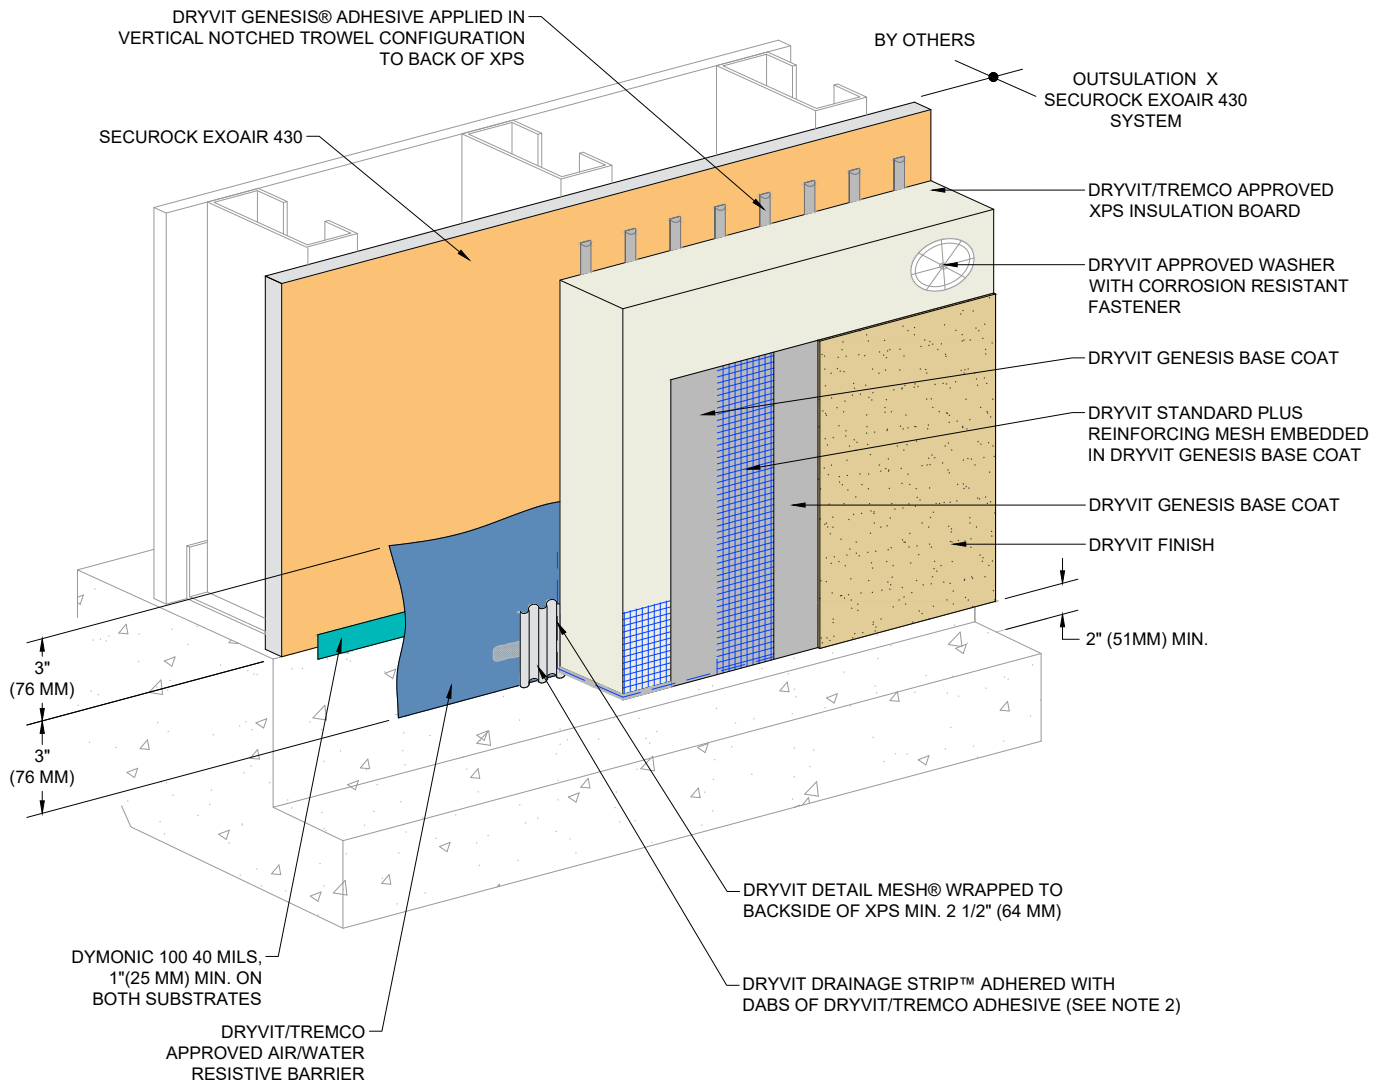 DRYVIT GENESIS® ADHESIVE APPLIED IN
VERTICAL NOTCHED TROWEL CONFIGURATION
TO BACK OF XPS
BY OTHERS
OUTSULATION X
SECUROCK EXOAIR 430
SYSTEM
SECUROCK EXOAIR 430
DRYVIT/TREMCO APPROVED
XPS INSULATION BOARD
DRYVIT APPROVED WASHER
WITH CORROSION RESISTANT
FASTENER
DRYVIT GENESIS BASE COAT
DRYVIT STANDARD PLUS
REINFORCING MESH EMBEDDED
IN DRYVIT GENESIS BASE COAT
DRYVIT GENESIS BASE COAT
DRYVIT FINISH
2" (51MM) MIN.
3"
(76 MM)
3"
(76 MM)
DRYVIT DETAIL MESH® WRAPPED TO
BACKSIDE OF XPS MIN. 2 1/2" (64 MM)
DYMONIC 100 40 MILS,
1"(25 MM) MIN. ON
BOTH SUBSTRATES
DRYVIT DRAINAGE STRIP™ ADHERED WITH
DABS OF DRYVIT/TREMCO ADHESIVE (SEE NOTE 2)
DRYVIT/TREMCO
APPROVED AIR/WATER
RESISTIVE BARRIER